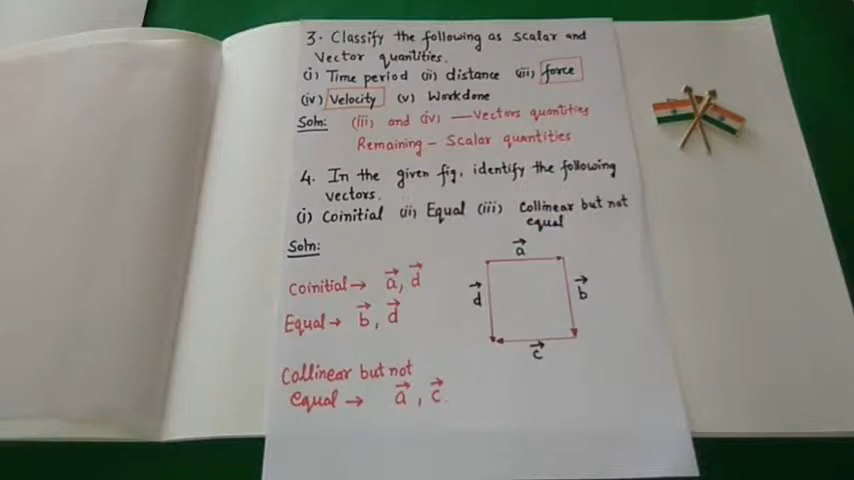 3. Classify the following as scalar and
Vector quantities.
(i) Time period (ii) distance (iii) force
(iv) Velocity (v) Workdone
Soln: (iii) and (iv) — Vectors quantities
Remaining - Scalar quantities
4. In the given fig, identify the following
vectors.
(i) Coinitial (ii) Equal (iii) Collinear but not
equal
Soln:
a⃗
Coinitial → a⃗, d⃗
d⃗
b⃗
Equal → b⃗, d⃗
c⃗
Collinear but not
equal → a⃗, c⃗.